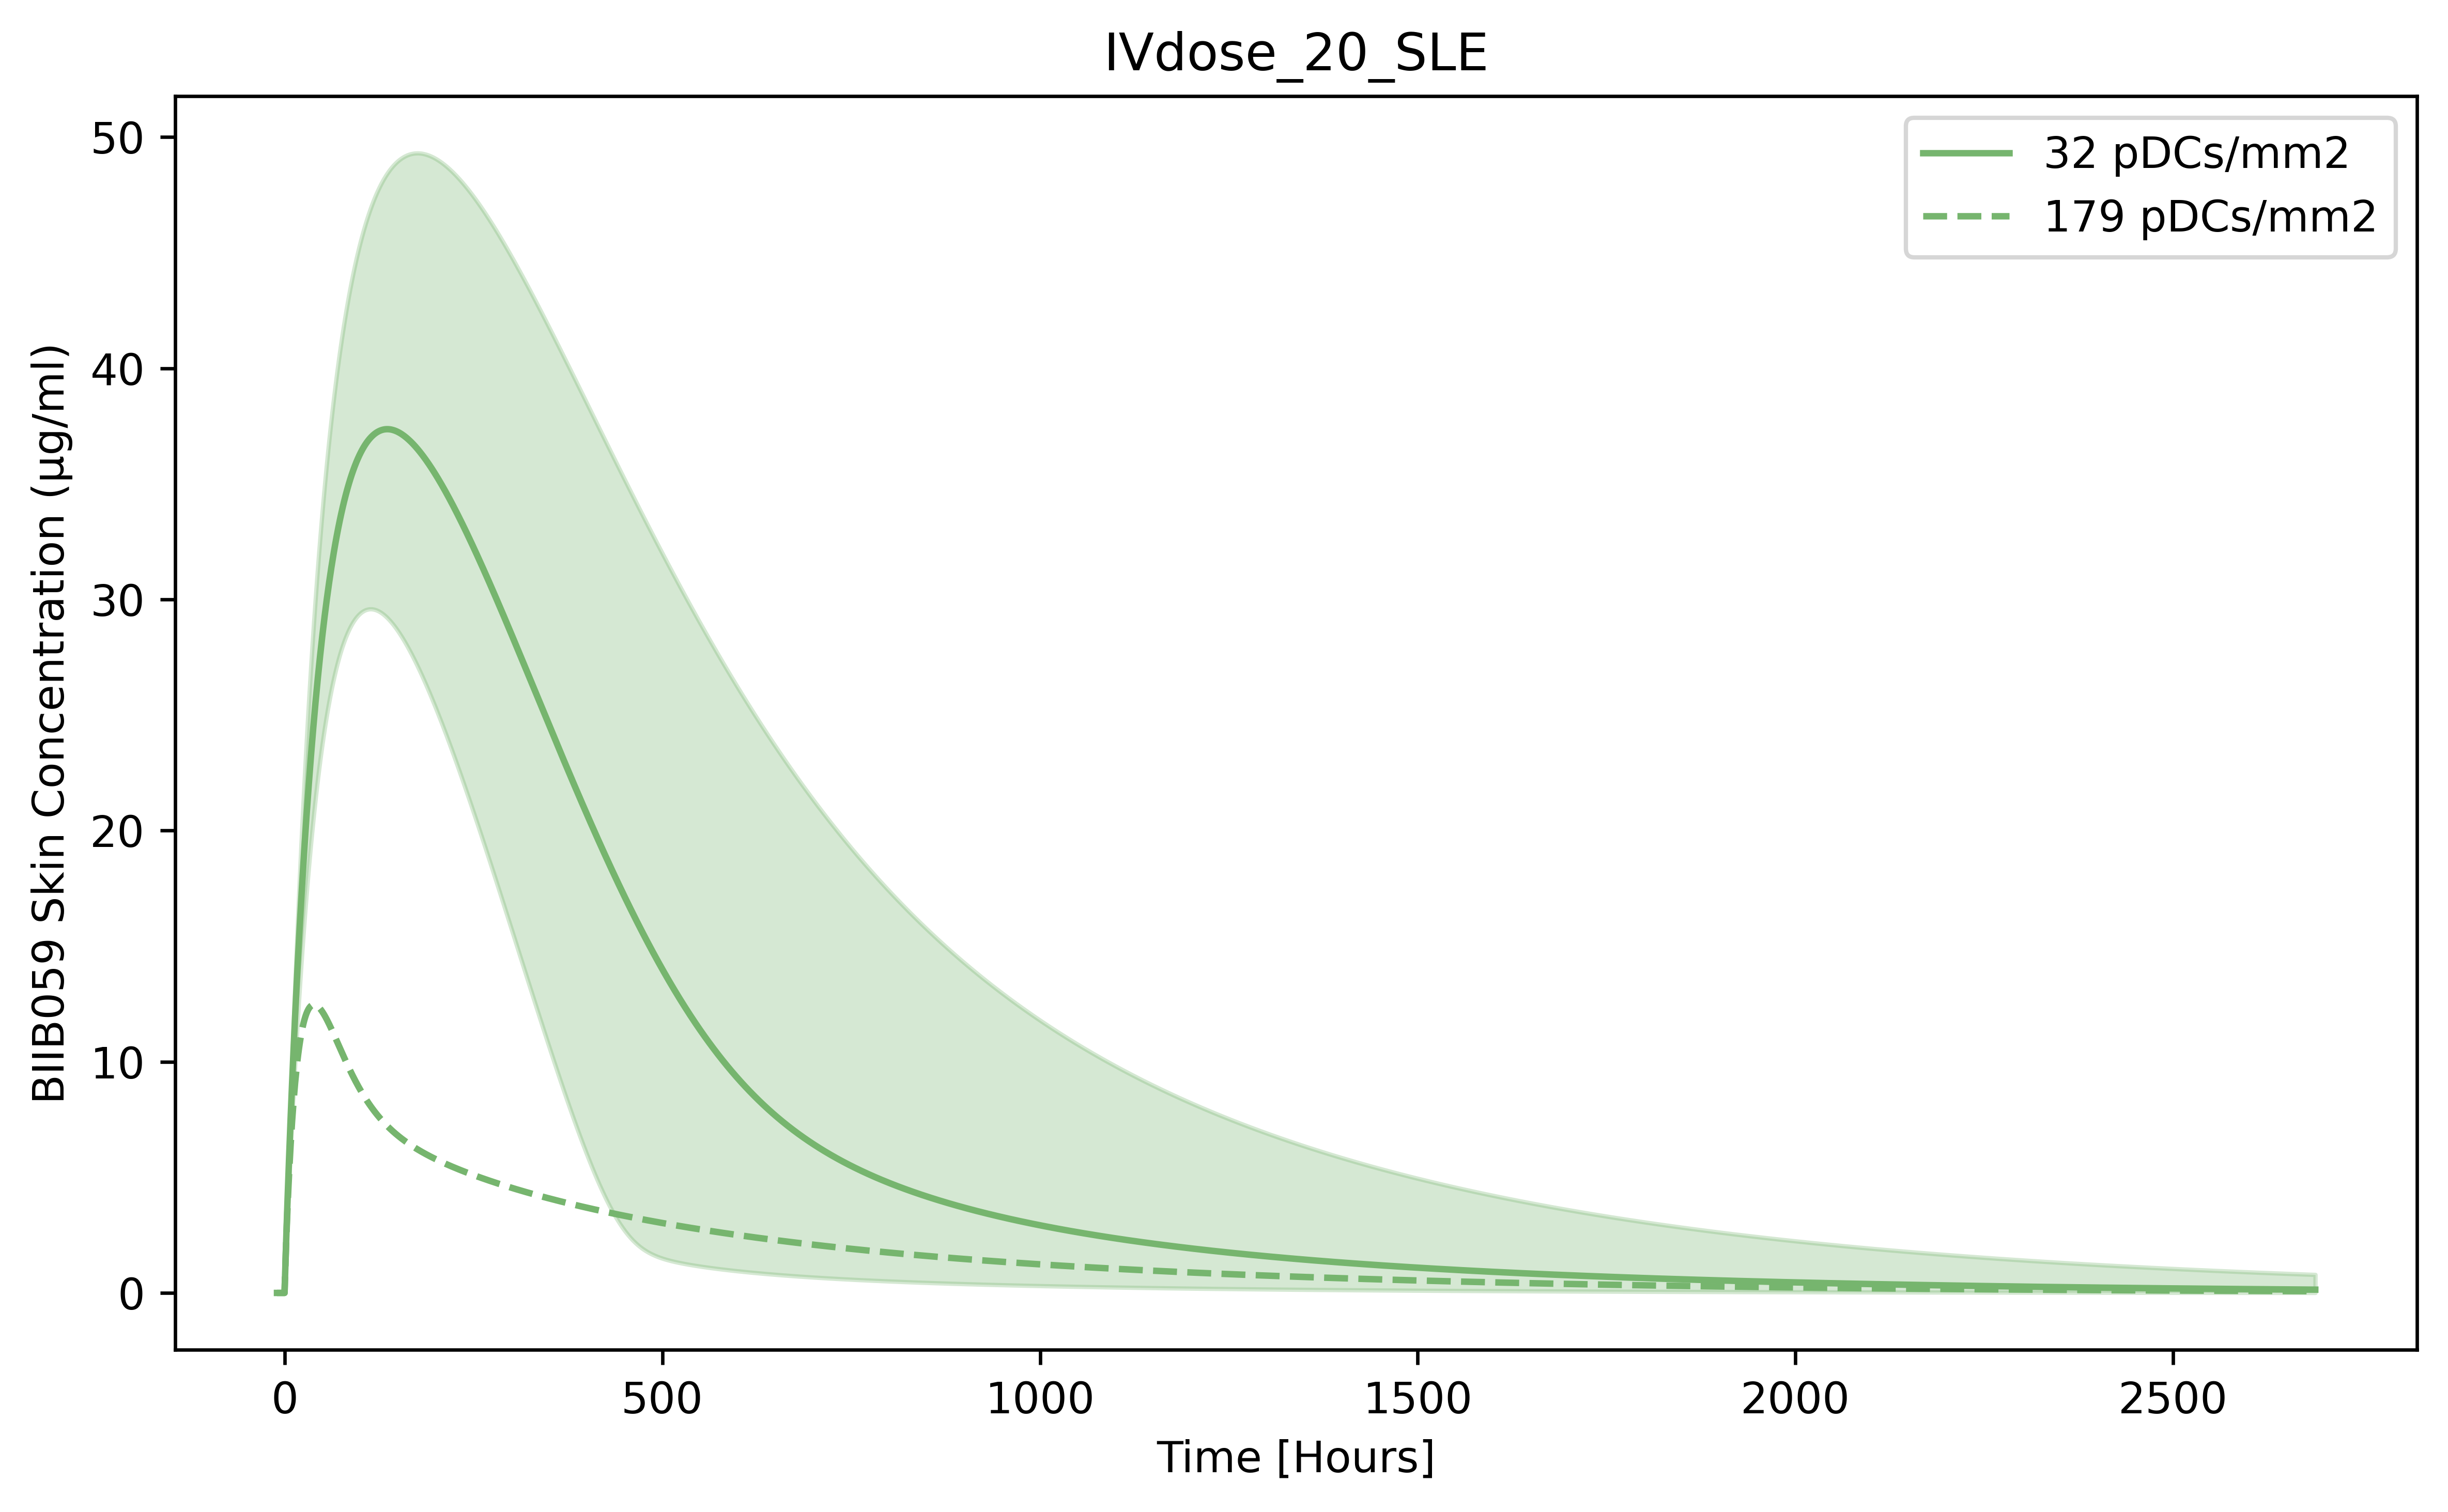 IVdose_20_SLE
32 pDCs/mm2
179 pDCs/mm2
BIIB059 Skin Concentration (µg/ml)
50
40
30
20
10
0
0 500 1000 1500 2000 2500
Time [Hours]